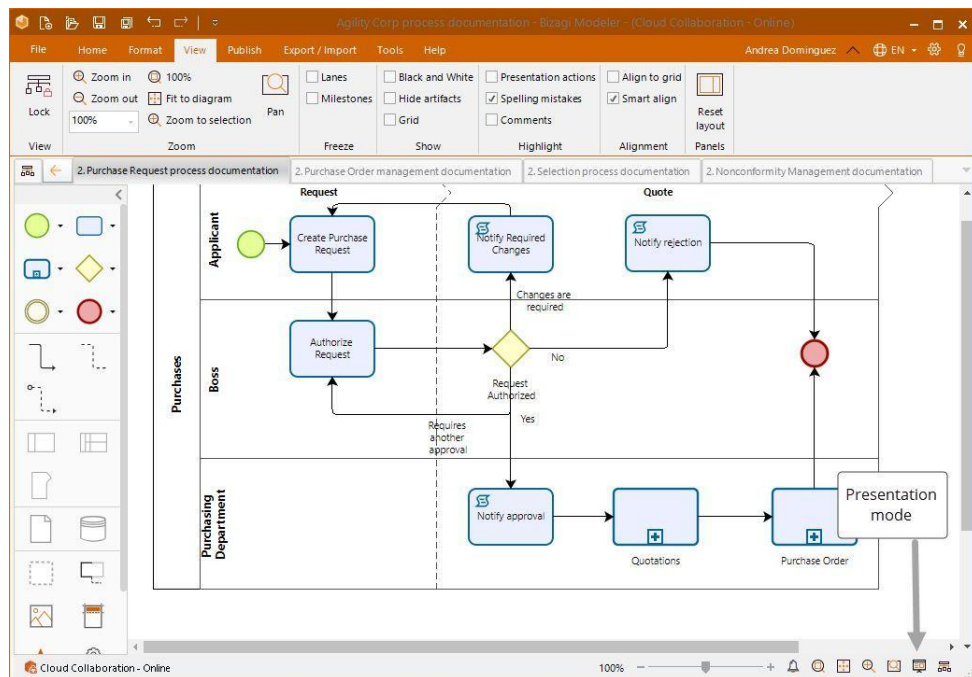 Agility Corp process documentation - Bizagi Modeler - (Cloud Collaboration - Online)
File Home Format View Publish Export / Import Tools Help Andrea Dominguez EN
Zoom in 100% Lanes Black and White Presentation actions Align to grid
Zoom out Fit to diagram Milestones Hide artifacts Spelling mistakes Smart align
Lock 100% Zoom to selection Pan Grid Comments Reset
layout
View Zoom Freeze Show Highlight Alignment Panels
2. Purchase Request process documentation 2. Purchase Order management documentation 2. Selection process documentation 2. Nonconformity Management documentation
Request Quote
Purchases
Applicant
Create Purchase
Request
Notify Required
Changes
Notify rejection
Changes are
required
Boss
Authorize
Request
No
Request
Authorized
Yes
Requires
another
approval
Purchasing
Department
Notify approval
Quotations
Purchase Order
Presentation
mode
Cloud Collaboration - Online 100%